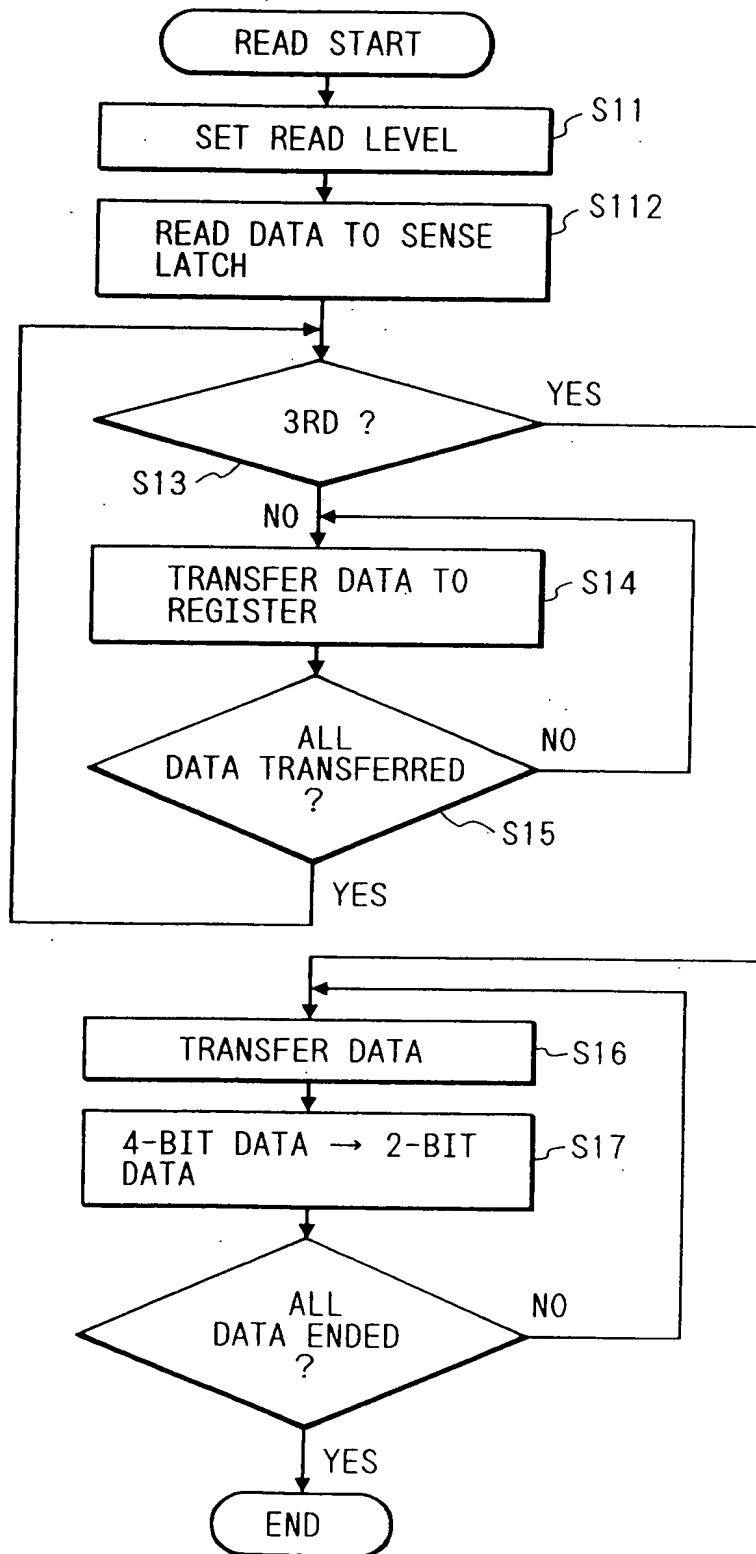 READ START
SET READ LEVEL
S11
READ DATA TO SENSE
LATCH
S112
3RD ?
YES
S13
NO
TRANSFER DATA TO
REGISTER
S14
ALL
DATA TRANSFERRED
?
NO
S15
YES
TRANSFER DATA
S16
4-BIT DATA → 2-BIT
DATA
S17
ALL
DATA ENDED
?
NO
YES
END